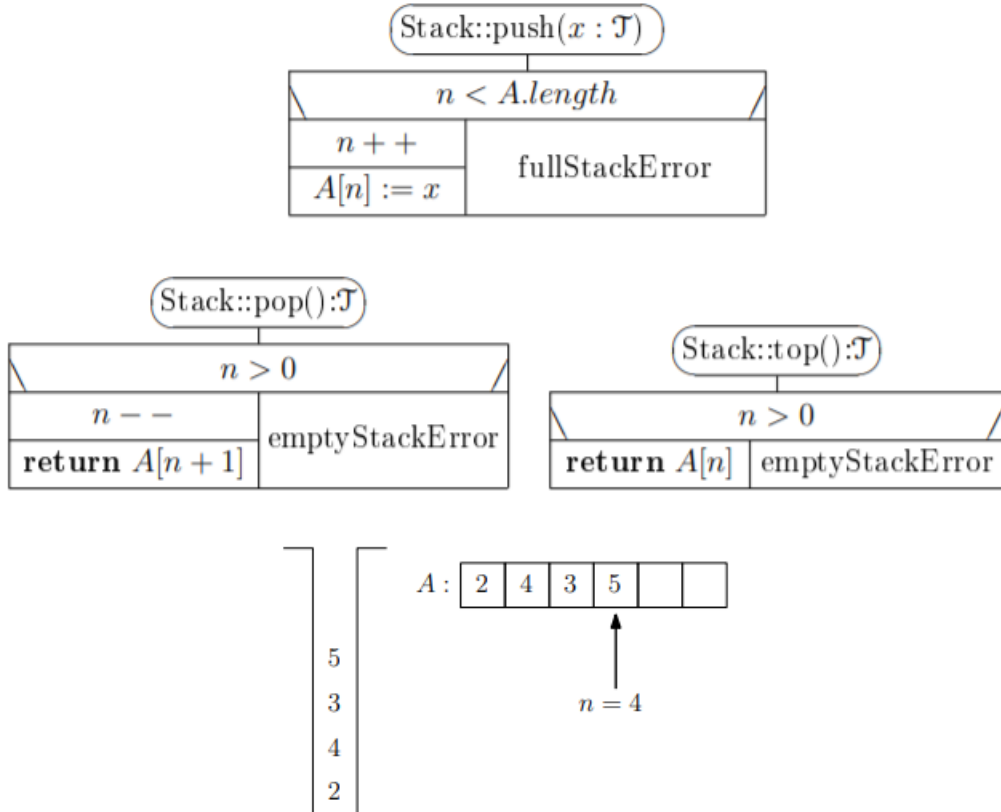 Stack::push(x : 𝒯)
n < A.length
n + +
A[n] := x
fullStackError
Stack::pop():𝒯
n > 0
n − −
return A[n + 1]
emptyStackError
Stack::top():𝒯
n > 0
return A[n]
emptyStackError
5
3
4
2
A : 2 4 3 5
n = 4